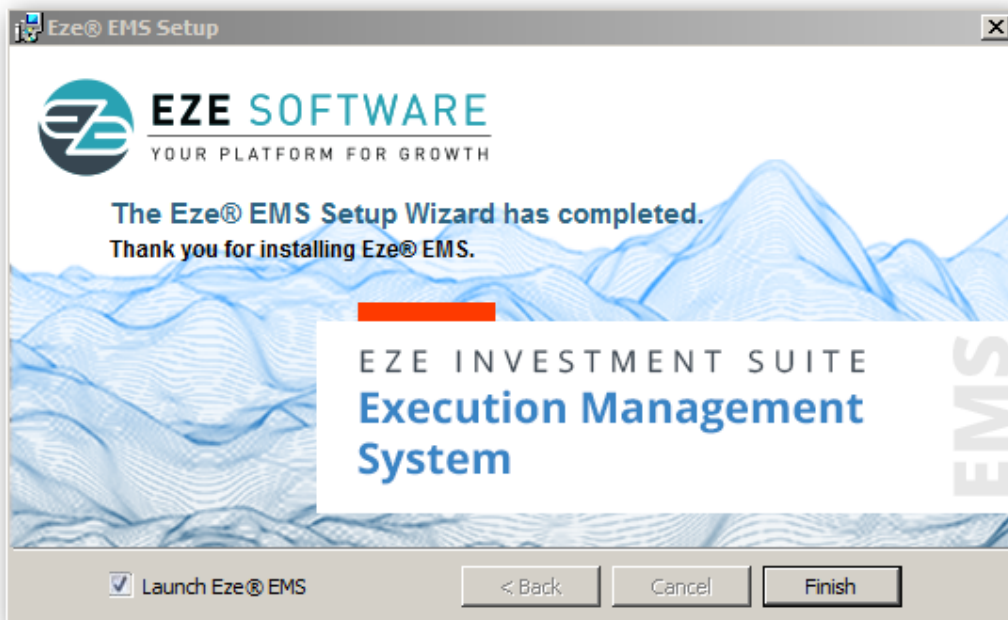 Eze® EMS Setup
EZE SOFTWARE
YOUR PLATFORM FOR GROWTH
The Eze® EMS Setup Wizard has completed.
Thank you for installing Eze® EMS.
EZE INVESTMENT SUITE
Execution Management
System
EMS
Launch Eze® EMS
< Back
Cancel
Finish